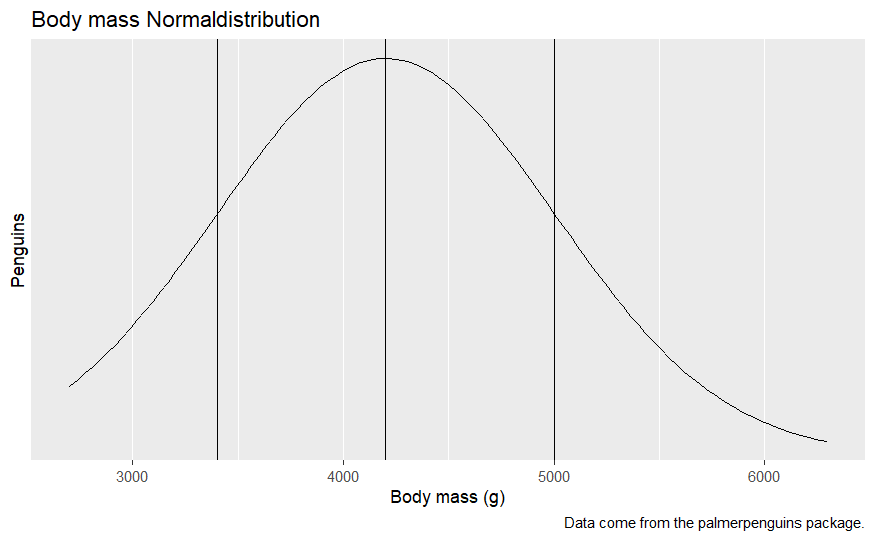 Body mass Normaldistribution
Penguins
3000 4000 5000 6000
Body mass (g)
Data come from the palmerpenguins package.